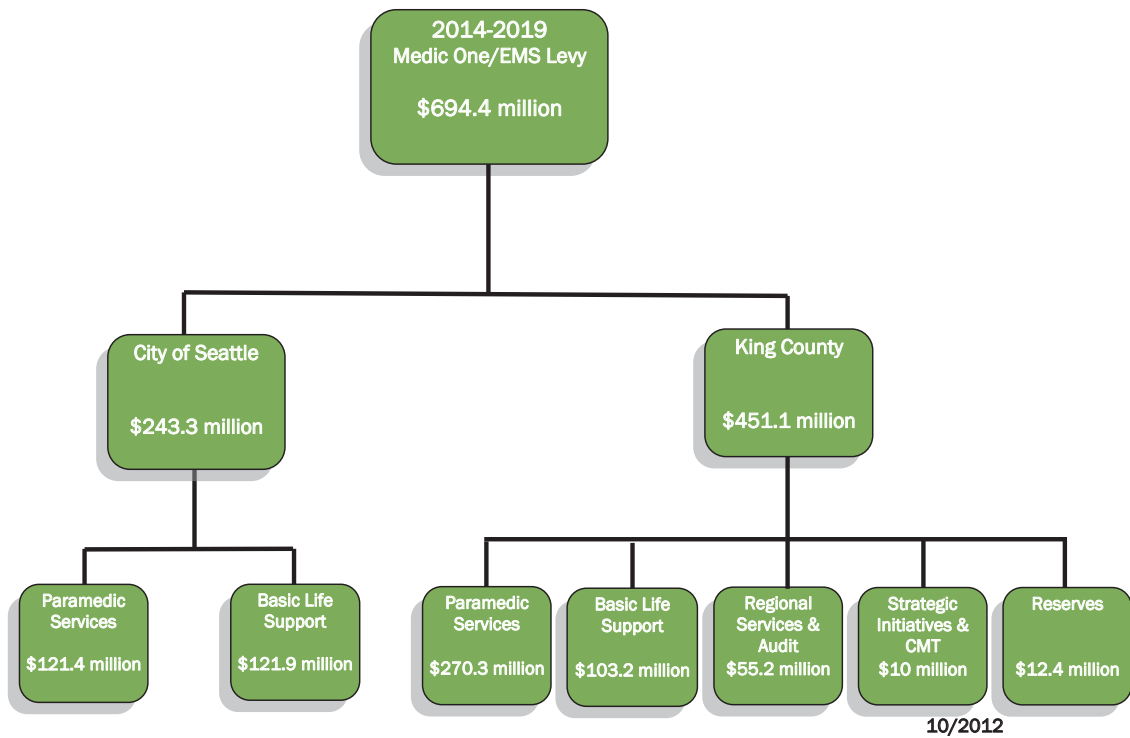 2014-2019
Medic One/EMS Levy
$694.4 million
City of Seattle
$243.3 million
King County
$451.1 million
Paramedic
Services
$121.4 million
Basic Life
Support
$121.9 million
Paramedic
Services
$270.3 million
Basic Life
Support
$103.2 million
Regional
Services &
Audit
$55.2 million
Strategic
Initiatives &
CMT
$10 million
Reserves
$12.4 million
10/2012